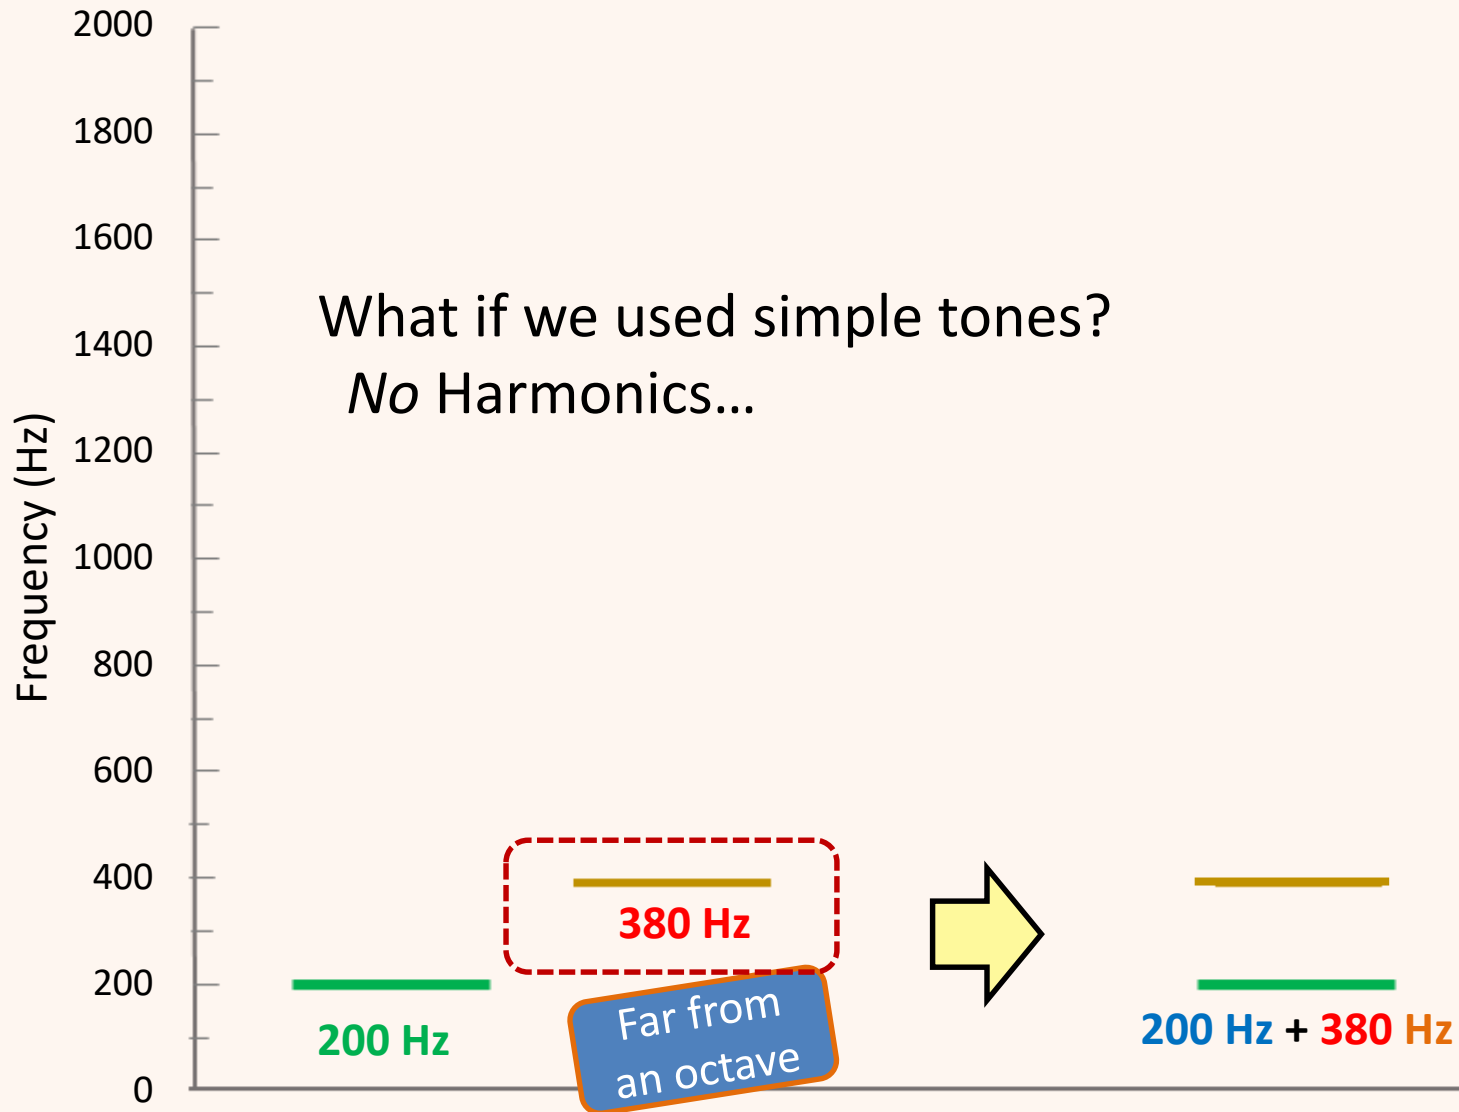 2000
1800
1600
1400
1200
1000
800
600
400
200
0
Frequency (Hz)
What if we used simple tones?
No Harmonics...
380 Hz
200 Hz
Far from
an octave
200 Hz + 380 Hz